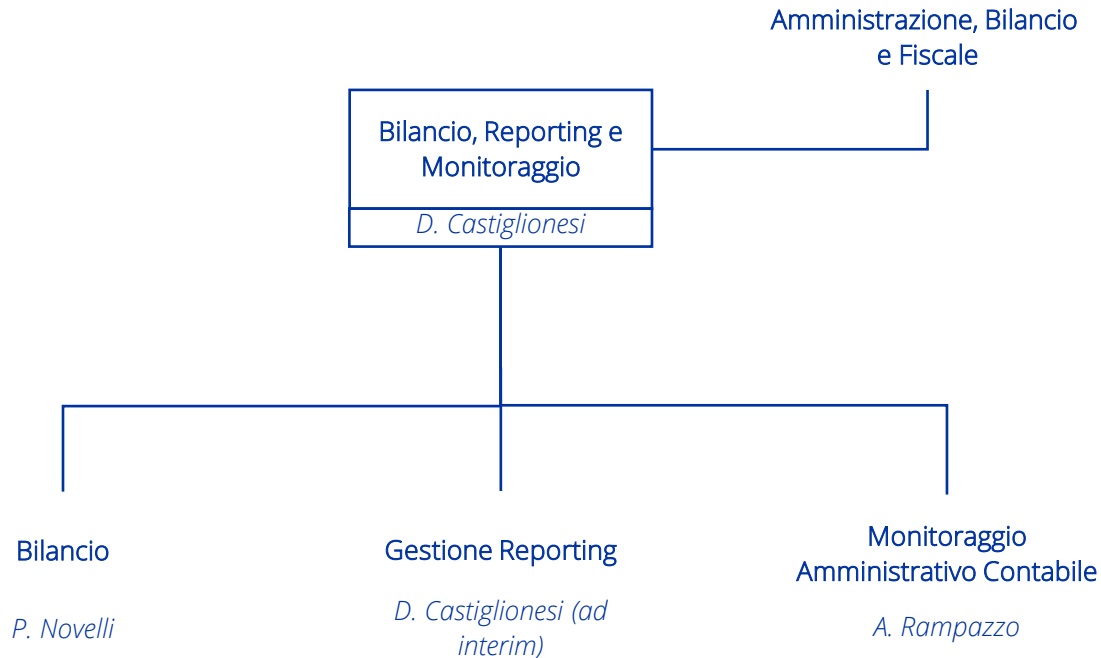 Amministrazione, Bilancio
e Fiscale
Bilancio, Reporting e
Monitoraggio
D. Castiglionesi
Bilancio
P. Novelli
Gestione Reporting
D. Castiglionesi (ad
interim)
Monitoraggio
Amministrativo Contabile
A. Rampazzo